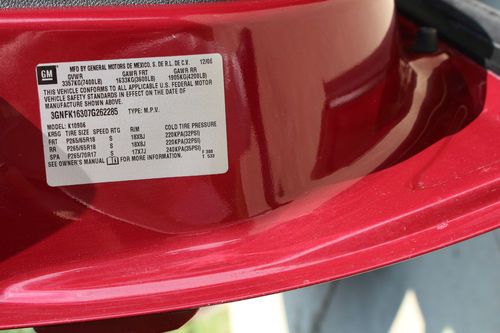 GM
MFD BY GENERAL MOTORS DE MEXICO, S. DE R.L. DE C.V. 12/06
GVWR GAWR FRT GAWR RR
3357KG(7400LB) 1633KG(3600LB) 1905KG(4200LB)
THIS VEHICLE CONFORMS TO ALL APPLICABLE U.S. FEDERAL MOTOR
VEHICLE SAFETY STANDARDS IN EFFECT ON THE DATE OF
MANUFACTURE SHOWN ABOVE.
3GNFK16307G262285 TYPE: M.P.V.
MODEL: K10906
KRSG TIRE SIZE SPEED RTG RIM COLD TIRE PRESSURE
FRT P265/65R18 S 18X8J 220KPA(32PSI)
RR P265/65R18 S 18X8J 220KPA(32PSI)
SPA P265/70R17 S 17X7J 240KPA(35PSI)
SEE OWNER'S MANUAL FOR MORE INFORMATION.
T 533